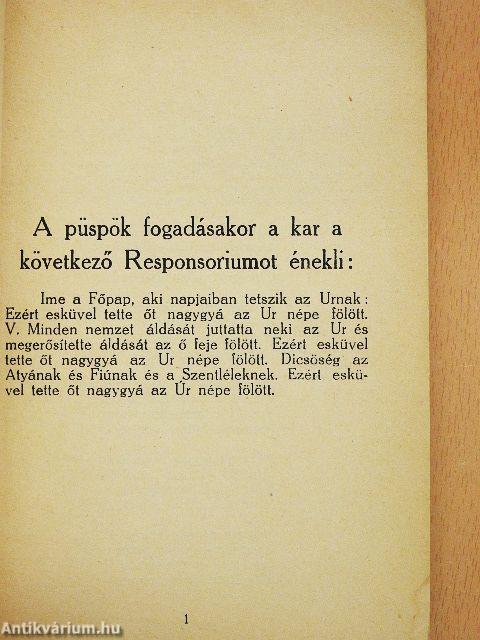 A püspök fogadásakor a kar a
következő Responsoriumot énekli:
Ime a Főpap, aki napjaiban tetszik az Urnak:
Ezért esküvel tette őt nagygyá az Ur népe fölött.
V. Minden nemzet áldását juttatta neki az Ur és
megerősítette áldását az ő feje fölött. Ezért esküvel
tette őt nagygyá az Ur népe fölött. Dicsőség az
Atyának és Fiúnak és a Szentléleknek. Ezért eskü-
vel tette őt nagygyá az Ur népe fölött.
1
Antikvárium.hu